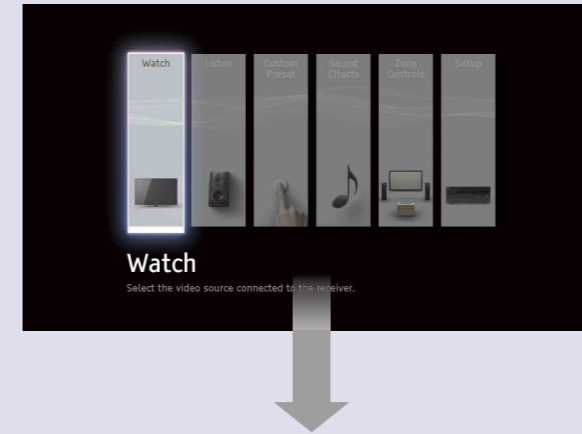 Watch
Listen
Custom
Preset
Sound
Effects
Zone
Controls
Setup
Watch
Select the video source connected to the receiver.